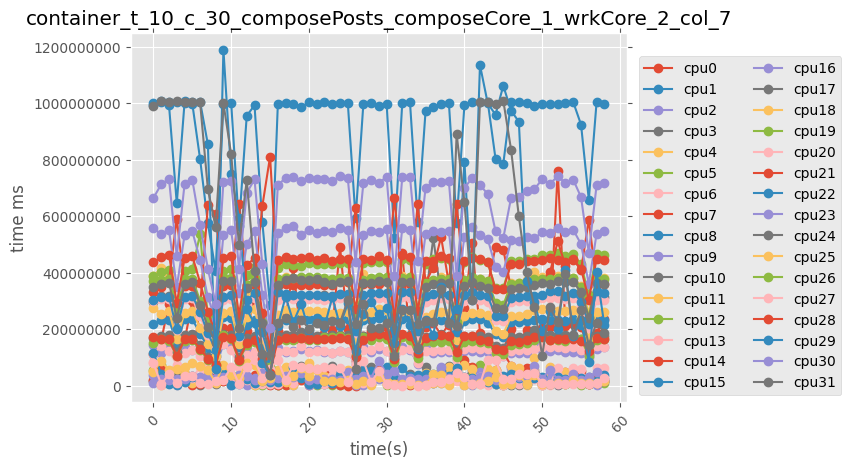 container_t_10_c_30_composePosts_composeCore_1_wrkCore_2_col_7
time ms
1200000000
1000000000
800000000
600000000
400000000
200000000
0
0
10
20
30
40
50
60
time(s)
cpu0
cpu1
cpu2
cpu3
cpu4
cpu5
cpu6
cpu7
cpu8
cpu9
cpu10
cpu11
cpu12
cpu13
cpu14
cpu15
cpu16
cpu17
cpu18
cpu19
cpu20
cpu21
cpu22
cpu23
cpu24
cpu25
cpu26
cpu27
cpu28
cpu29
cpu30
cpu31